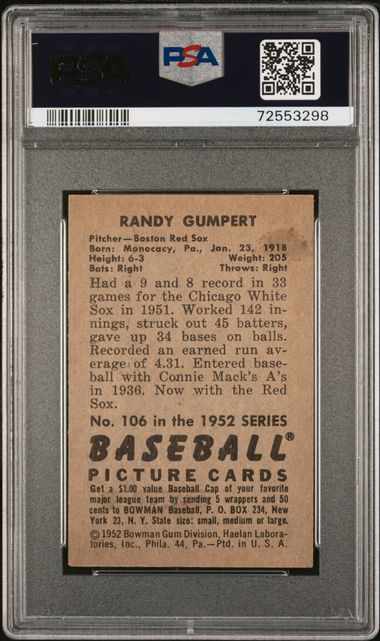 PSA
PSA
72553298
RANDY GUMPERT
Pitcher—Boston Red Sox
Born: Monocacy, Pa., Jan. 23, 1918
Height: 6-3 Weight: 205
Bats: Right Throws: Right
Had a 9 and 8 record in 33
games for the Chicago White
Sox in 1951. Worked 142 in-
nings, struck out 45 batters,
gave up 34 bases on balls.
Recorded an earned run av-
erage of 4.31. Entered base-
ball with Connie Mack's A's
in 1936. Now with the Red
Sox.
No. 106 in the 1952 SERIES
BASEBALL®
PICTURE CARDS
Get a $1.00 value Baseball Cap of your favorite
major league team by sending 5 wrappers and 50
cents to BOWMAN Baseball, P. O. BOX 234, New
York 23, N. Y. State size: small, medium or large.
©1952 Bowman Gum Division, Haelan Labora-
tories, Inc., Phila. 44, Pa.—Ptd in U. S. A.